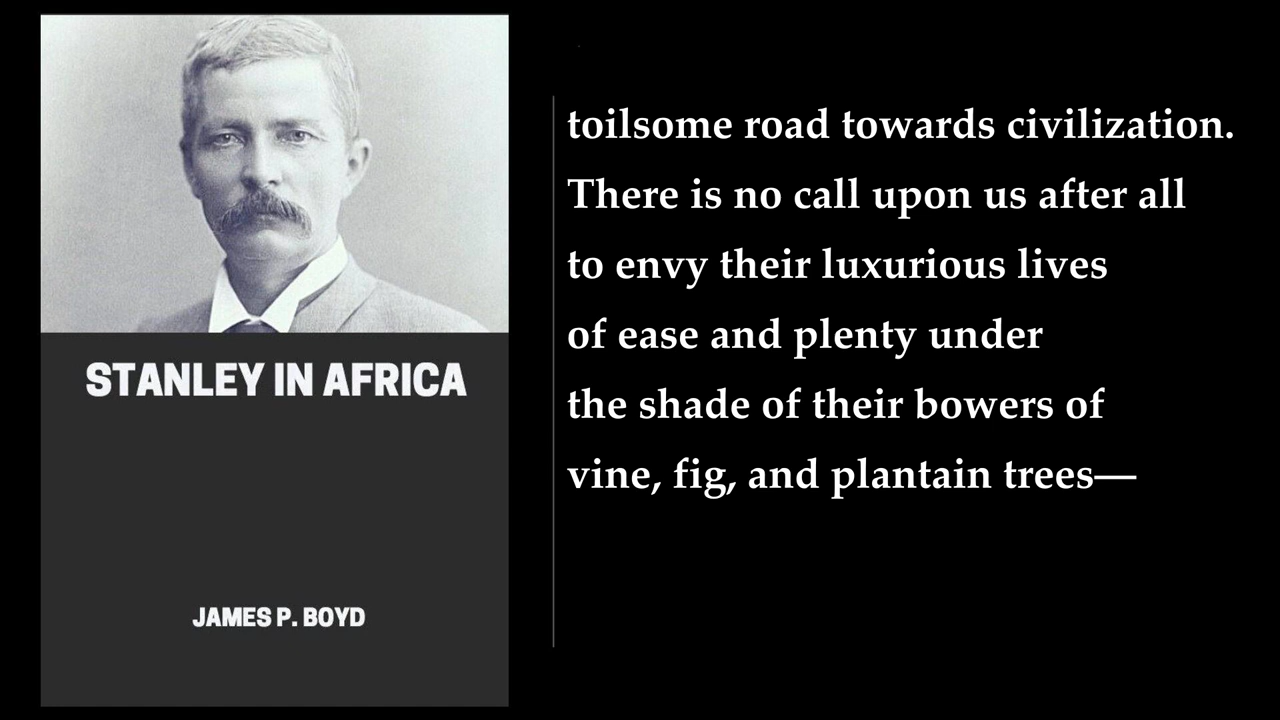 STANLEY IN AFRICA
JAMES P. BOYD
toilsome road towards civilization.
There is no call upon us after all
to envy their luxurious lives
of ease and plenty under
the shade of their bowers of
vine, fig, and plantain trees—